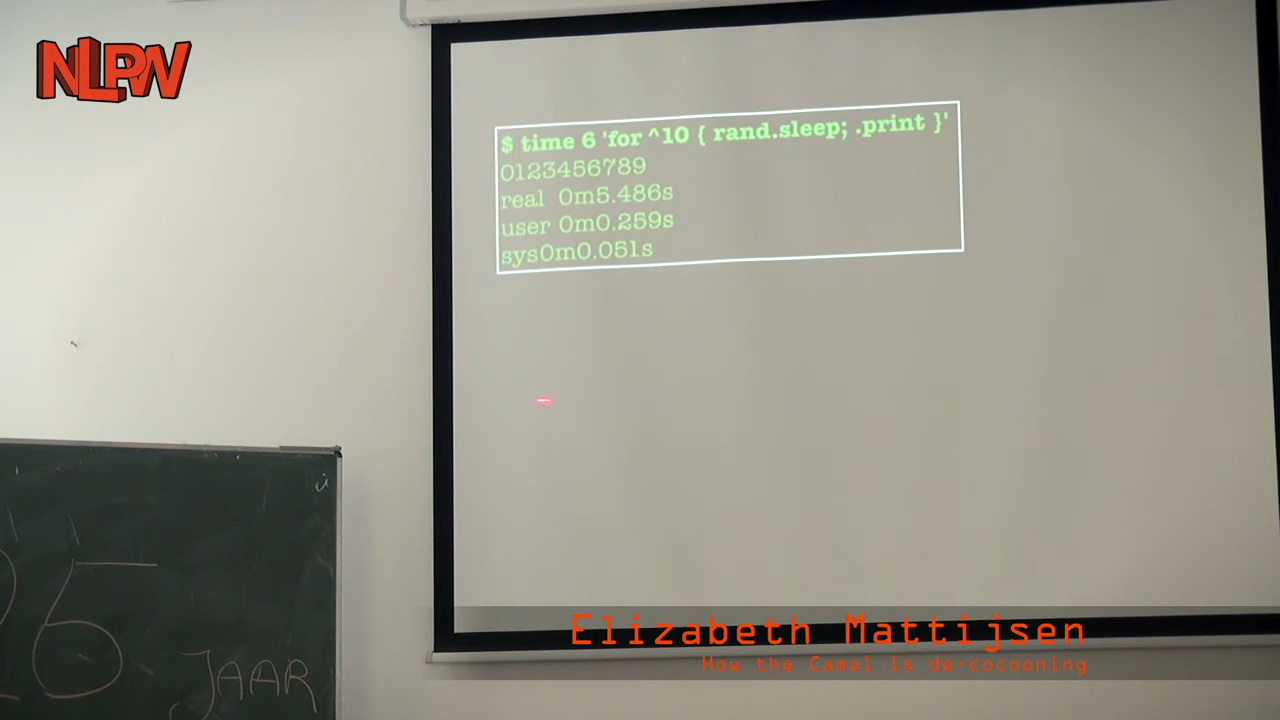 NLPW
$ time 6 'for ^10 { rand.sleep; .print }'
0123456789
real 0m5.486s
user 0m0.259s
sys0m0.051s
25
JAAR
Elizabeth Mattijsen
How the Camel is de-cocooning